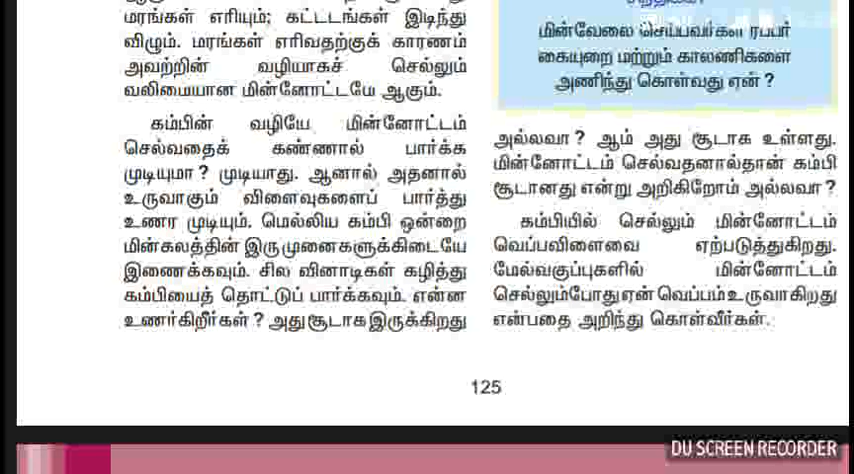 மரங்கள் எரியும்; கட்டடங்கள் இடிந்து
விழும். மரங்கள் எரிவதற்குக் காரணம்
அவற்றின் வழியாகச் செல்லும்
வலிமையான மின்னோட்டமே ஆகும்.
கம்பின் வழியே மின்னோட்டம்
செல்வதைக் கண்ணால் பார்க்க
முடியுமா? முடியாது. ஆனால் அதனால்
உருவாகும் விளைவுகளைப் பார்த்து
உணர முடியும். மெல்லிய கம்பி ஒன்றை
மின்கலத்தின் இரு முனைகளுக்கிடையே
இணைக்கவும். சில வினாடிகள் கழித்து
கம்பியைத் தொட்டுப் பார்க்கவும். என்ன
உணர்கிறீர்கள்? அது சூடாக இருக்கிறது
மின்வேலை செய்பவர்கள் ரப்பர்
கையுறை மற்றும் காலணிகளை
அணிந்து கொள்வது ஏன்?
அல்லவா? ஆம் அது சூடாக உள்ளது.
மின்னோட்டம் செல்வதனால்தான் கம்பி
சூடானது என்று அறிகிறோம் அல்லவா?
கம்பியில் செல்லும் மின்னோட்டம்
வெப்பவிளைவை ஏற்படுத்துகிறது.
மேல்வகுப்புகளில் மின்னோட்டம்
செல்லும்போது ஏன் வெப்பம் உருவாகிறது
என்பதை அறிந்து கொள்வீர்கள்.
125
DU SCREEN RECORDER